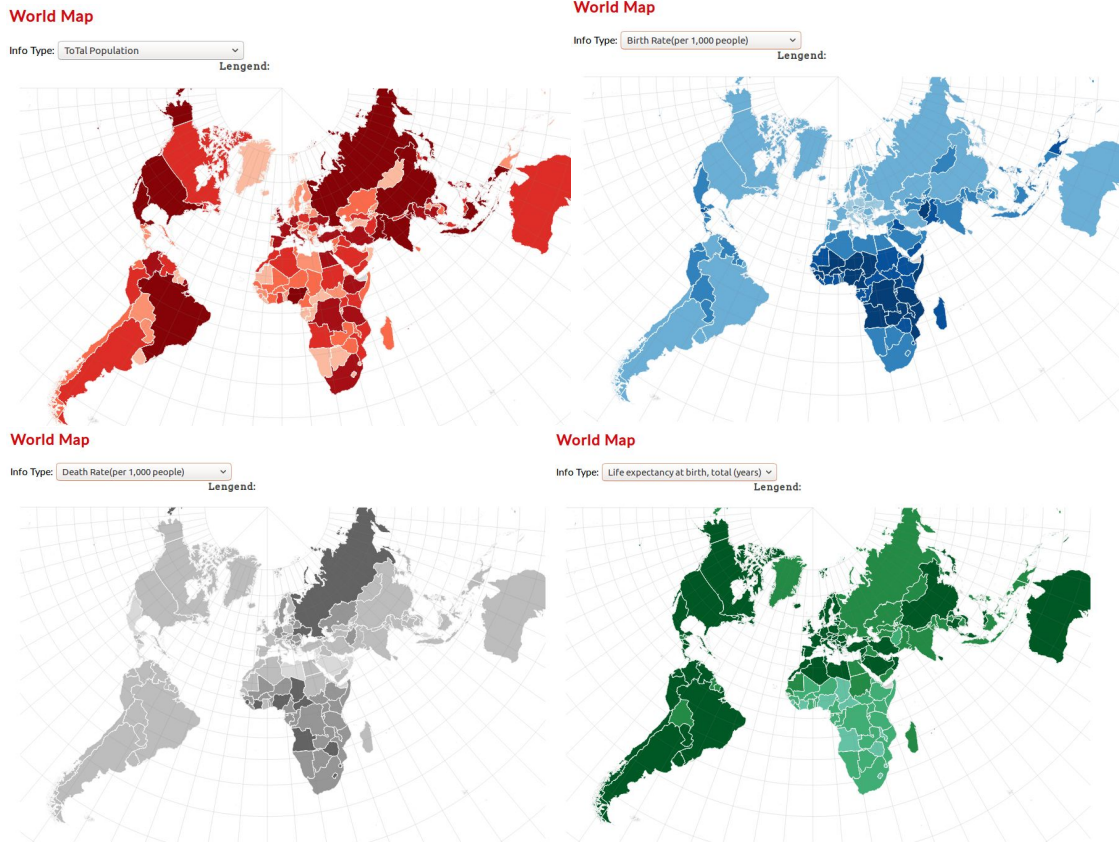 World Map
Info Type: ToTal Population
Lengend:
World Map
Info Type: Birth Rate(per 1,000 people)
Lengend:
World Map
Info Type: Death Rate(per 1,000 people)
Lengend:
World Map
Info Type: Life expectancy at birth, total (years)
Lengend: